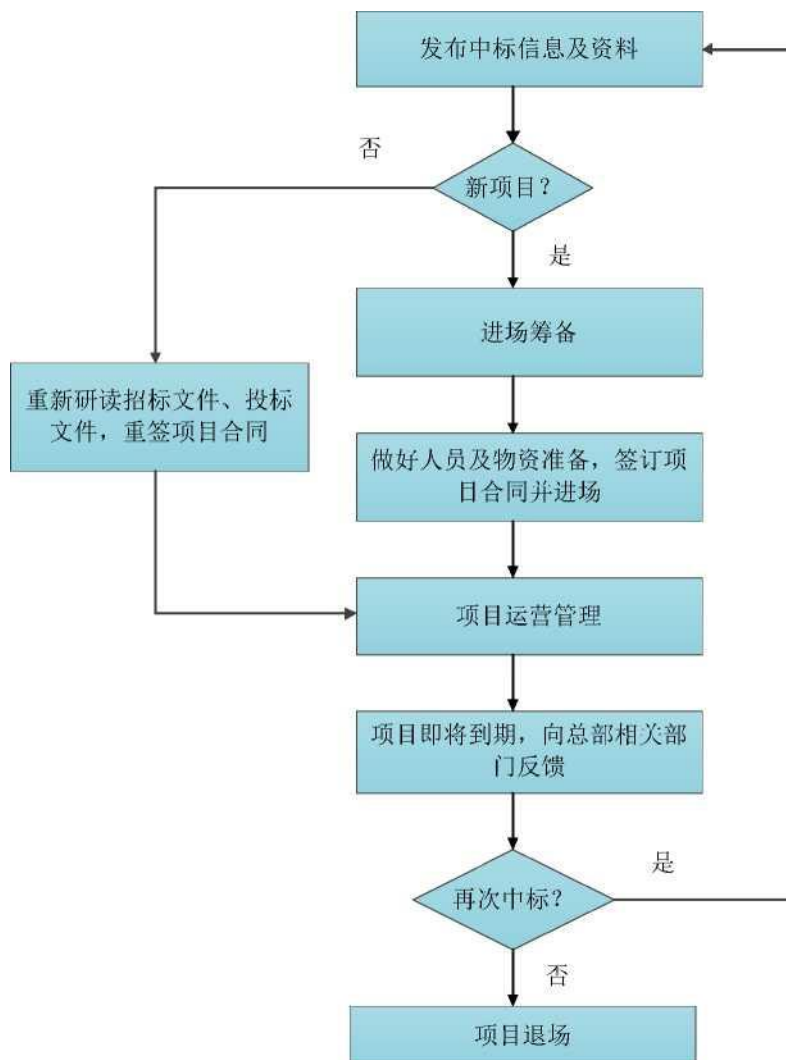 发布中标信息及资料
否
新项目？
是
进场筹备
重新研读招标文件、投标
文件，重签项目合同
做好人员及物资准备，签订项
目合同并进场
项目运营管理
项目即将到期，向总部相关部
门反馈
是
再次中标？
否
项目退场